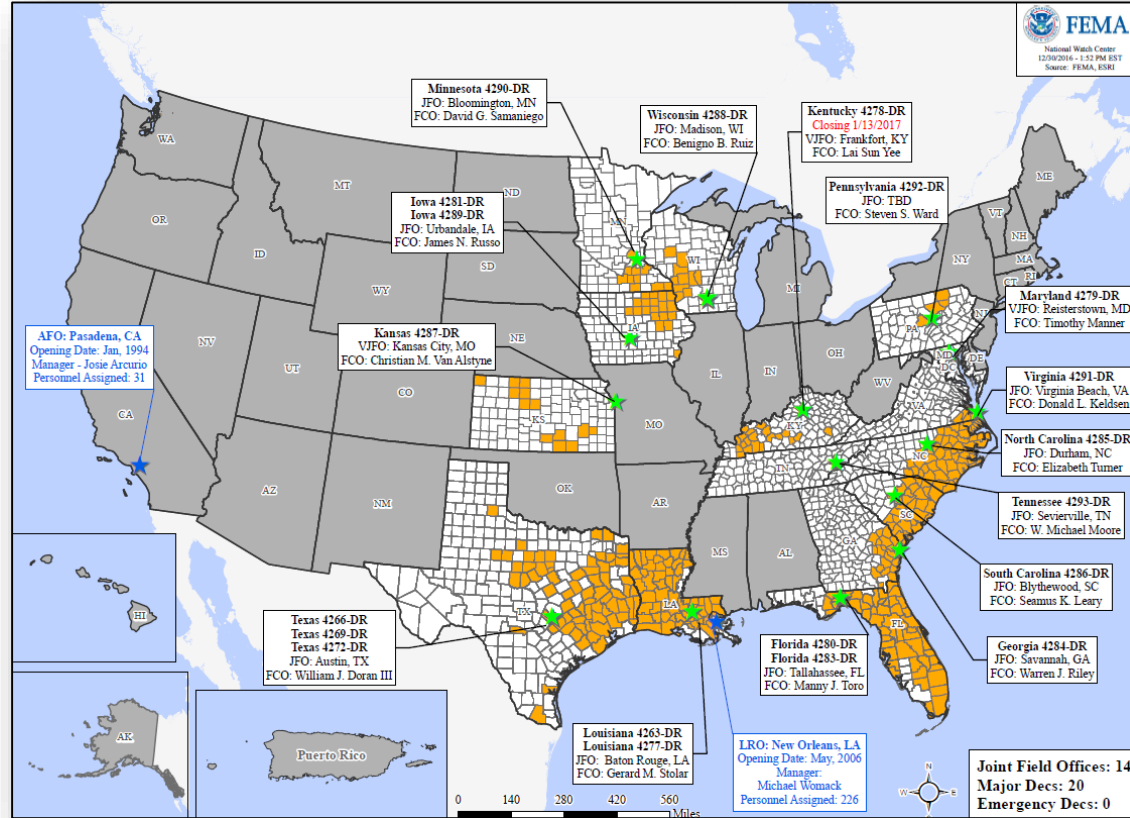 FEMA
National Watch Center
12/30/2016 - 1:52 PM EST
Source: FEMA, ESRI
Minnesota 4290-DR
JFO: Bloomington, MN
FCO: David G. Samaniego
Wisconsin 4288-DR
JFO: Madison, WI
FCO: Benigno B. Ruiz
Kentucky 4278-DR
Closing 1/13/2017
VJFO: Frankfort, KY
FCO: Lai Sun Yee
Pennsylvania 4292-DR
JFO: TBD
FCO: Steven S. Ward
Iowa 4281-DR
Iowa 4289-DR
JFO: Urbandale, IA
FCO: James N. Russo
Maryland 4279-DR
VJFO: Reisterstown, MD
FCO: Timothy Manner
Kansas 4287-DR
VJFO: Kansas City, MO
FCO: Christian M. Van Alstyne
AFO: Pasadena, CA
Opening Date: Jan, 1994
Manager - Josie Arcurio
Personnel Assigned: 31
Virginia 4291-DR
JFO: Virginia Beach, VA
FCO: Donald L. Keldsen
North Carolina 4285-DR
JFO: Durham, NC
FCO: Elizabeth Turner
Tennessee 4293-DR
JFO: Sevierville, TN
FCO: W. Michael Moore
South Carolina 4286-DR
JFO: Blythewood, SC
FCO: Seamus K. Leary
Georgia 4284-DR
JFO: Savannah, GA
FCO: Warren J. Riley
Texas 4266-DR
Texas 4269-DR
Texas 4272-DR
JFO: Austin, TX
FCO: William J. Doran III
Florida 4280-DR
Florida 4283-DR
JFO: Tallahassee, FL
FCO: Manny J. Toro
Louisiana 4263-DR
Louisiana 4277-DR
JFO: Baton Rouge, LA
FCO: Gerard M. Stolar
LRO: New Orleans, LA
Opening Date: May, 2006
Manager:
Michael Womack
Personnel Assigned: 226
Joint Field Offices: 14
Major Decs: 20
Emergency Decs: 0
WA
MT
ND
MN
ME
OR
ID
SD
WI
VT
NH
NY
MA
CT
RI
WY
MI
IA
PA
NJ
NV
NE
OH
MD
DE
DC
UT
CO
IL
IN
WV
VA
CA
KS
MO
KY
AZ
NM
OK
AR
TN
NC
SC
MS
AL
GA
TX
LA
FL
HI
AK
Puerto Rico
N
W
E
S
0
140
280
420
560
Miles